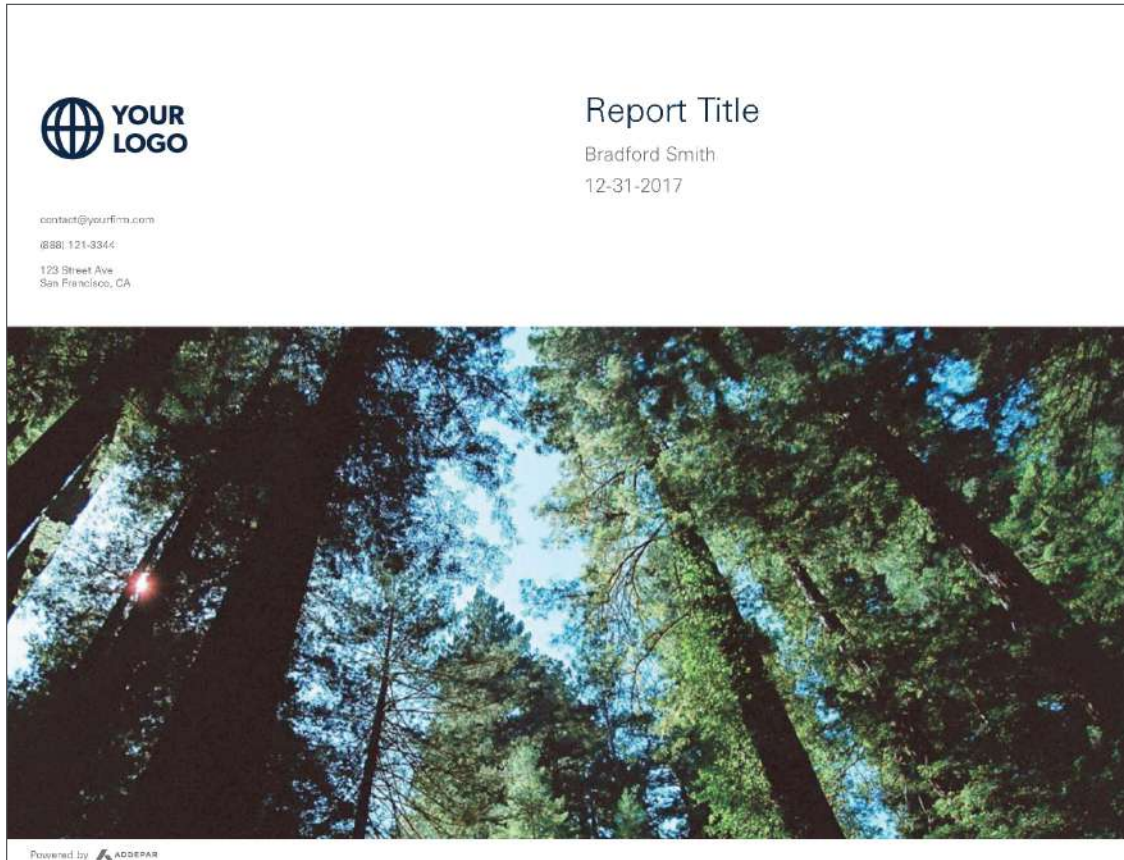 YOUR
LOGO
contact@yourfirm.com
(888) 121-3344
123 Street Ave
San Francisco, CA
Report Title
Bradford Smith
12-31-2017
Powered by ADDEPAR